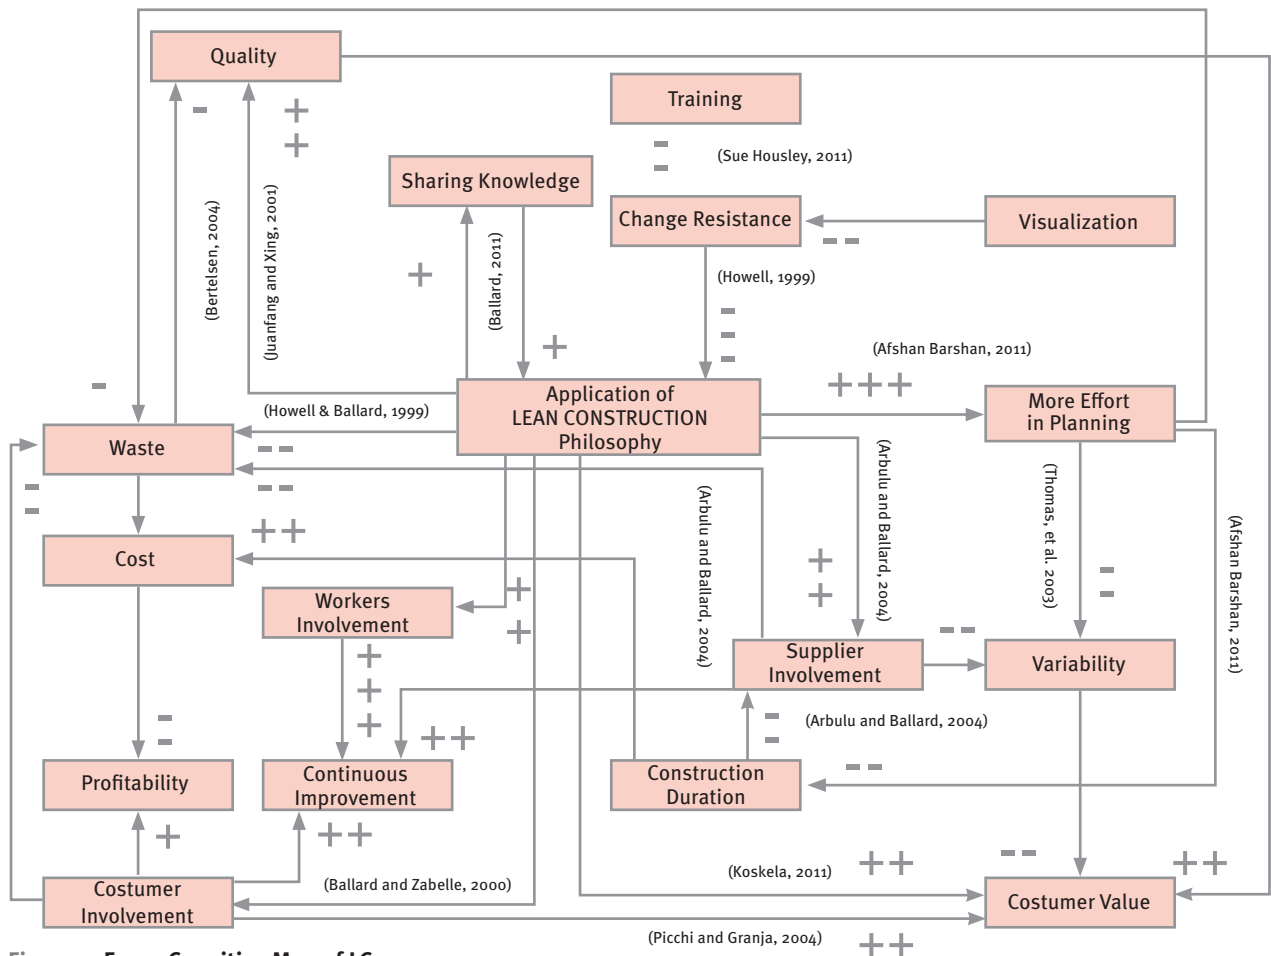 Quality
Training
(Sue Housley, 2011)
Sharing Knowledge
Change Resistance
Visualization
(Bertelsen, 2004)
(Juanfang and Xing, 2001)
(Ballard, 2011)
(Howell, 1999)
(Afshan Barshan, 2011)
Application of
LEAN CONSTRUCTION
Philosophy
More Effort
in Planning
(Howell & Ballard, 1999)
Waste
(Arbulu and Ballard, 2004)
(Arbulu and Ballard, 2004)
(Thomas, et al. 2003)
(Afshan Barshan, 2011)
Cost
Workers
Involvement
Supplier
Involvement
Variability
(Arbulu and Ballard, 2004)
Profitability
Continuous
Improvement
Construction
Duration
(Koskela, 2011)
Costumer
Involvement
(Ballard and Zabelle, 2000)
Costumer Value
(Picchi and Granja, 2004)